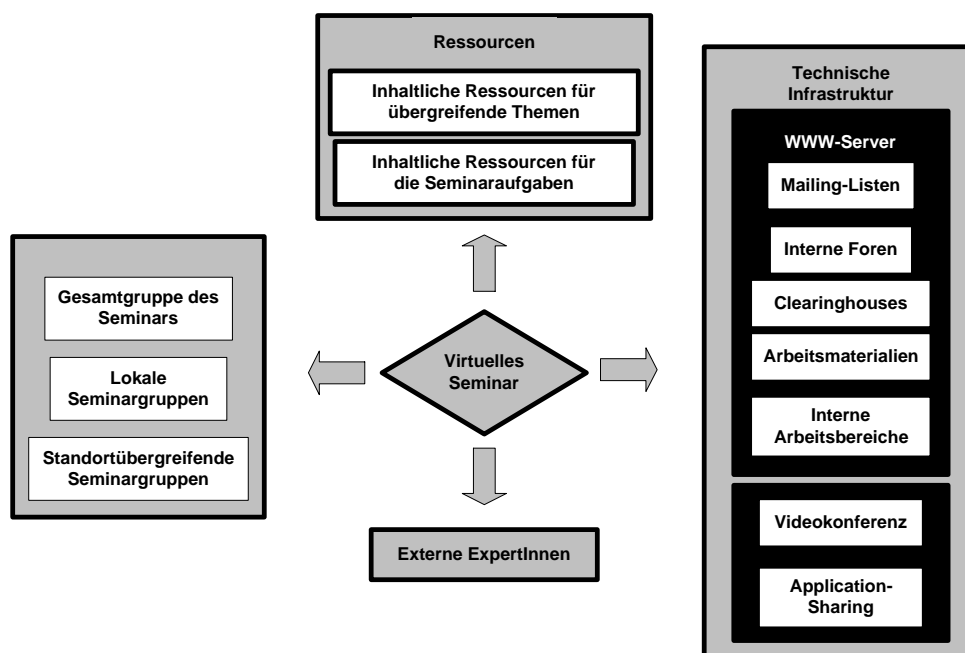 Ressourcen
Inhaltliche Ressourcen für
übergreifende Themen
Inhaltliche Ressourcen für
die Seminaraufgaben
Gesamtgruppe des
Seminars
Lokale
Seminargruppen
Standortübergreifende
Seminargruppen
Virtuelles
Seminar
Externe ExpertInnen
Technische
Infrastruktur
WWW-Server
Mailing-Listen
Interne Foren
Clearinghouses
Arbeitsmaterialien
Interne
Arbeitsbereiche
Videokonferenz
Application-
Sharing